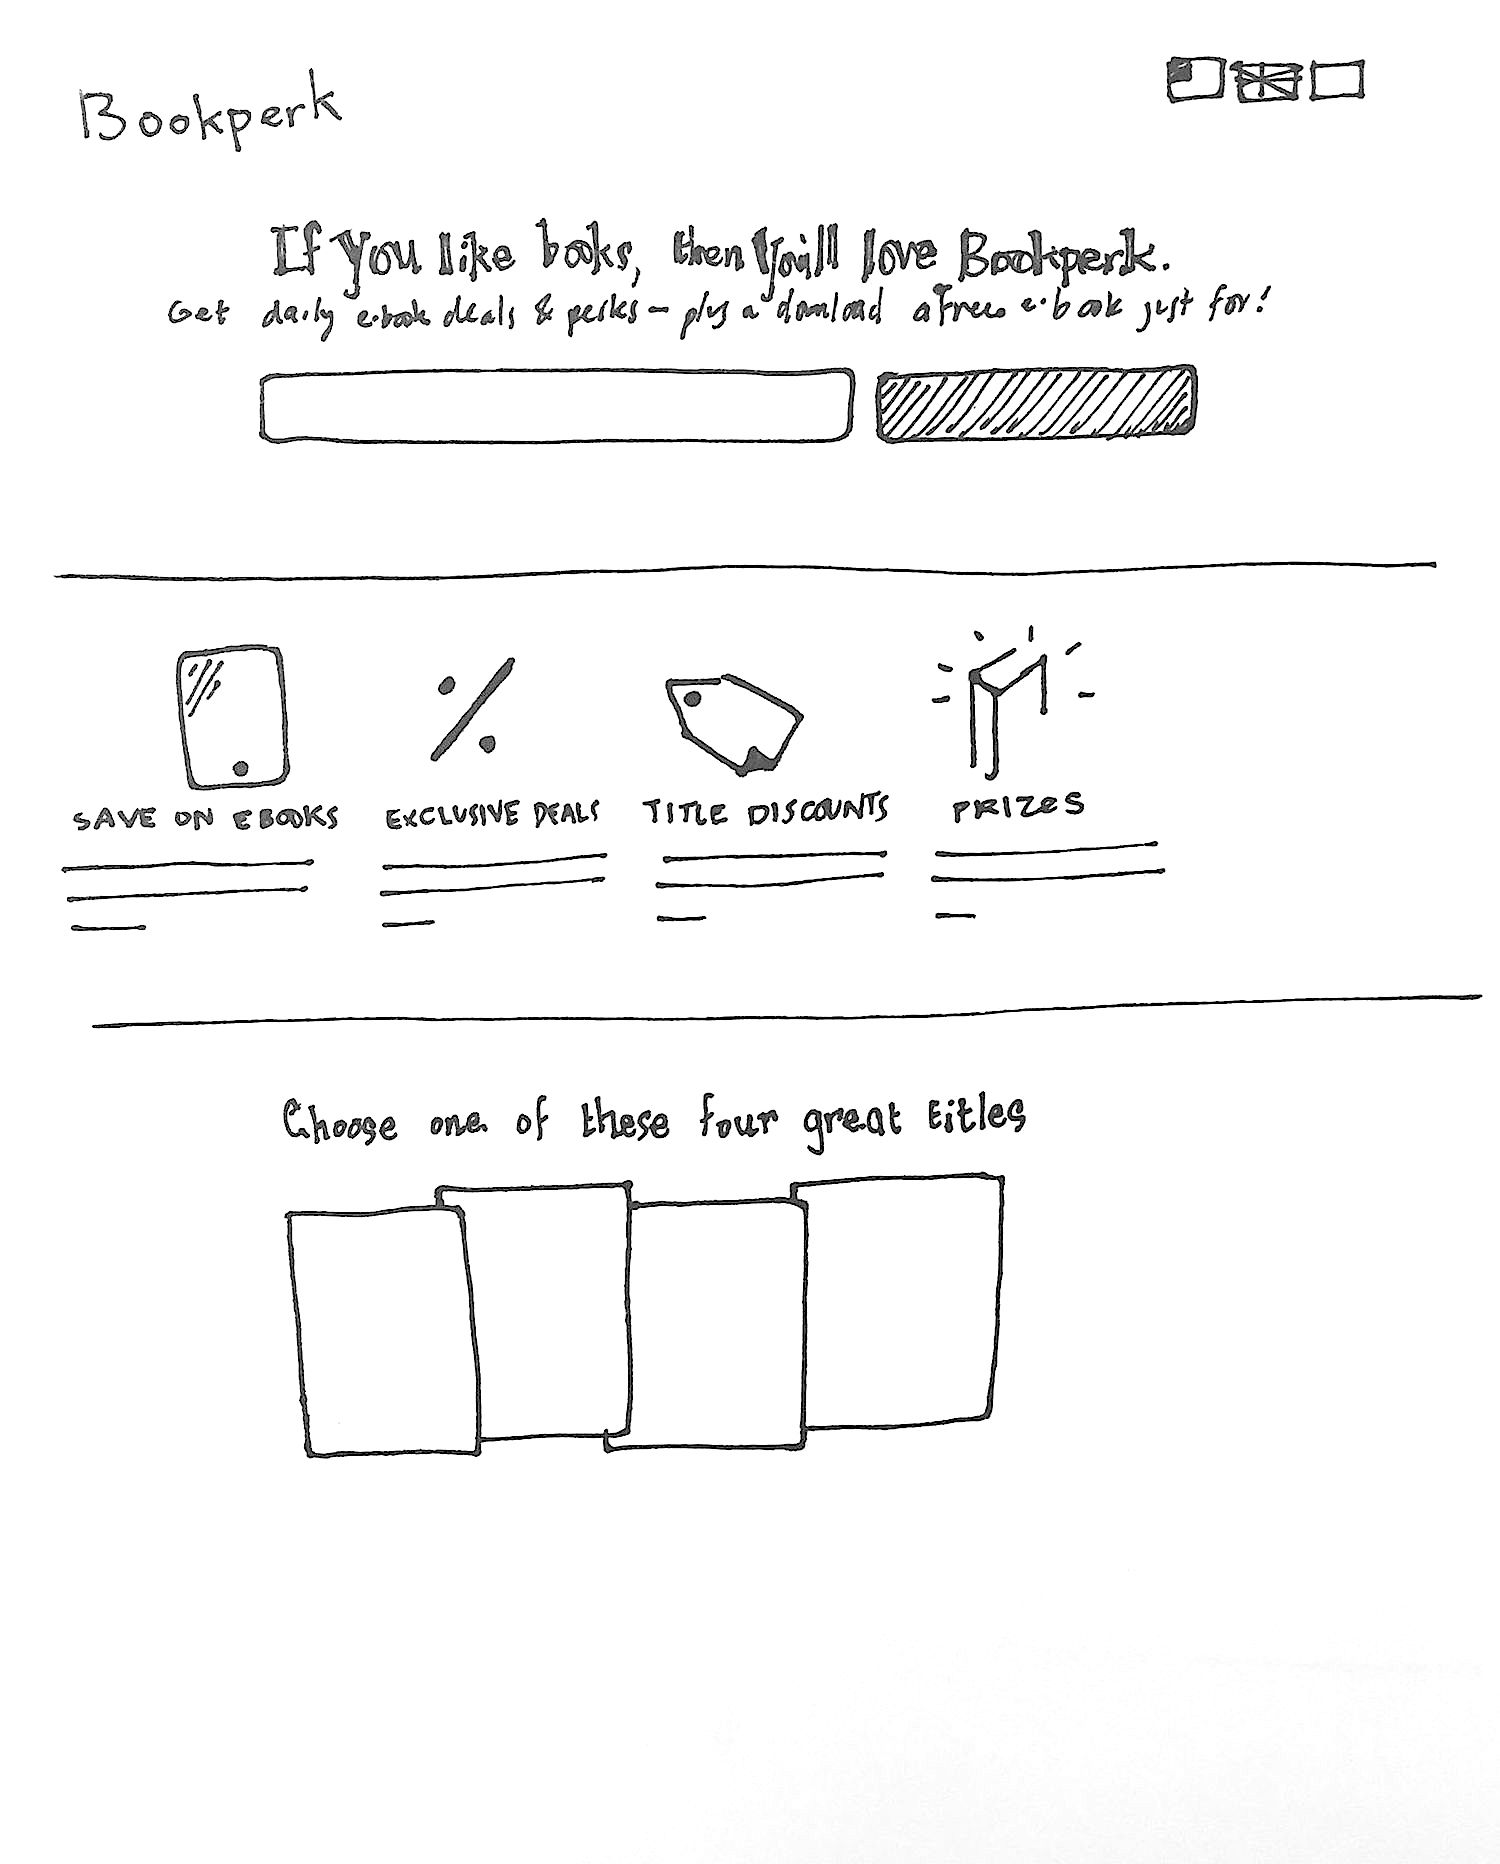 Bookperk
If you like books, then you'll love Bookperk.
Get daily e-book deals & perks – plus a download a free e-book just for!
SAVE ON EBOOKS EXCLUSIVE DEALS TITLE DISCOUNTS PRIZES
Choose one of these four great titles